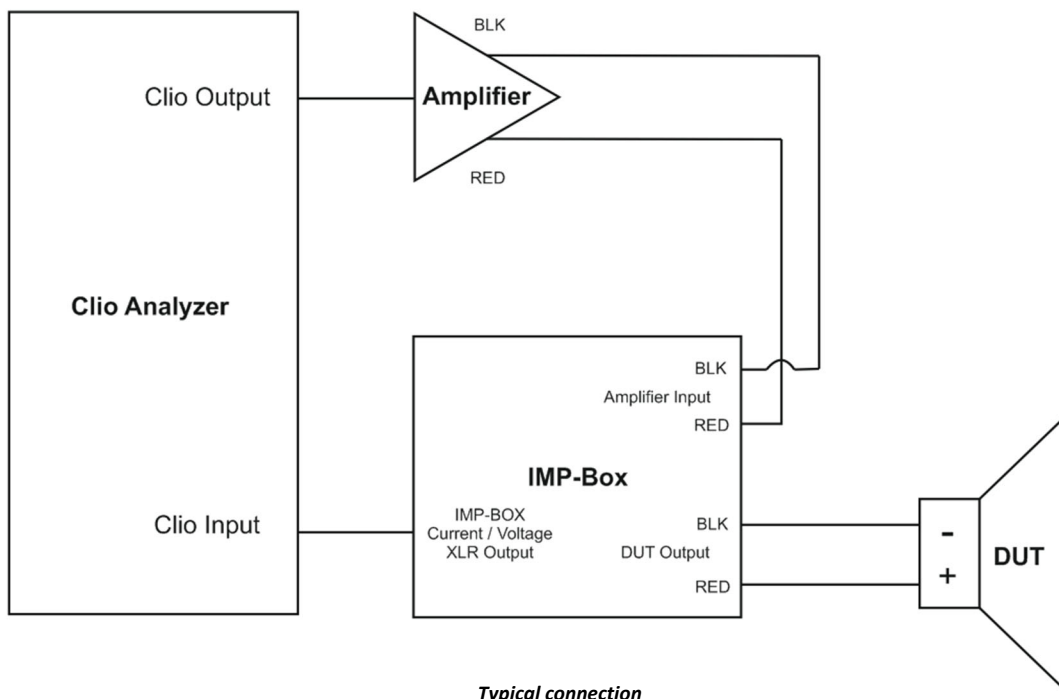 BLK
Clio Output
Amplifier
RED
Clio Analyzer
BLK
Amplifier Input
RED
IMP-Box
IMP-BOX
Current / Voltage
XLR Output
Clio Input
BLK
DUT Output
RED
-
+
DUT
Typical connection